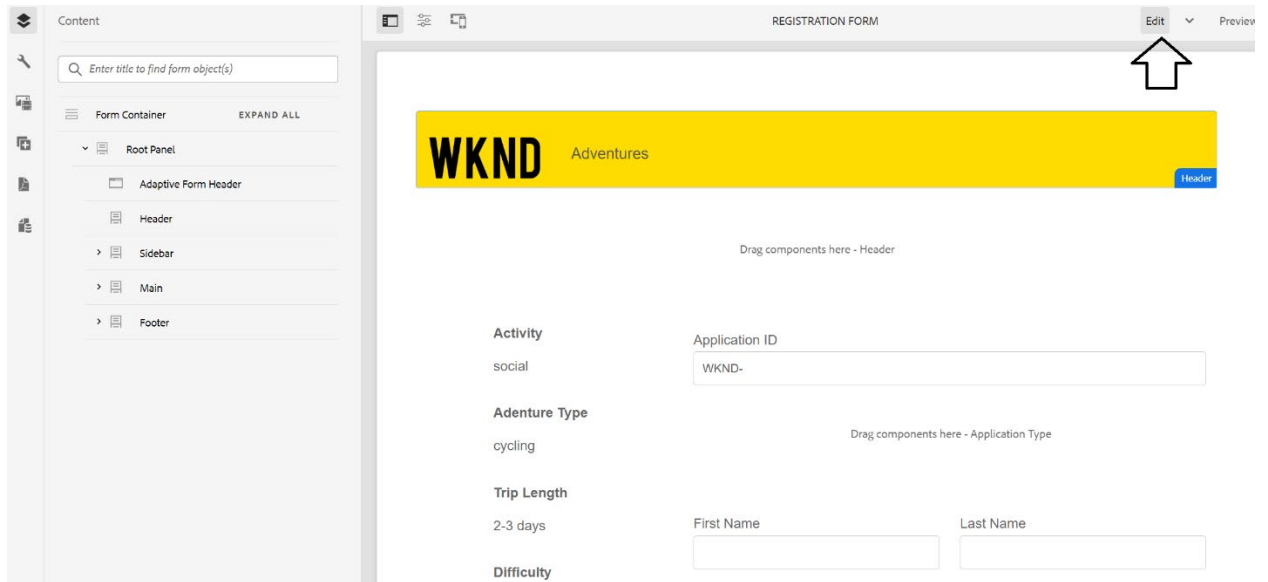 Content
REGISTRATION FORM
Edit
Preview
Enter title to find form object(s)
Form Container EXPAND ALL
Root Panel
Adaptive Form Header
Header
Sidebar
Main
Footer
WKND Adventures
Header
Drag components here - Header
Activity
social
Adenture Type
cycling
Trip Length
2-3 days
Difficulty
Application ID
WKND-
Drag components here - Application Type
First Name Last Name